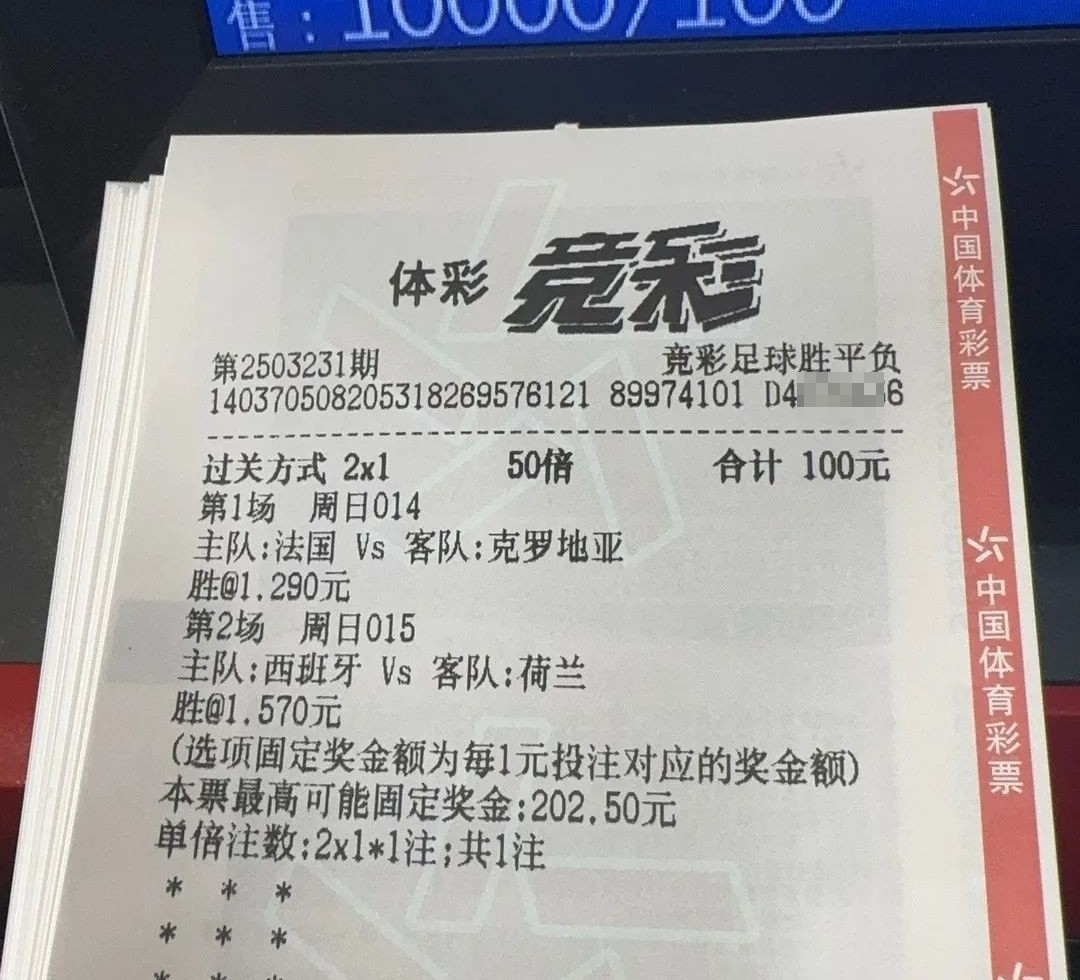 售：10000/100
体彩 竞彩
第2503231期 竞彩足球胜平负
140370508205318269576121 89974101 D4 6
过关方式 2x1 50倍 合计 100元
第1场 周日014
主队:法国 Vs 客队:克罗地亚
胜@1.290元
第2场 周日015
主队:西班牙 Vs 客队:荷兰
胜@1.570元
(选项固定奖金额为每1元投注对应的奖金额)
本票最高可能固定奖金:202.50元
单倍注数:2x1*1注;共1注
* * *
* * *
* * *
中国体育彩票
中国体育彩票